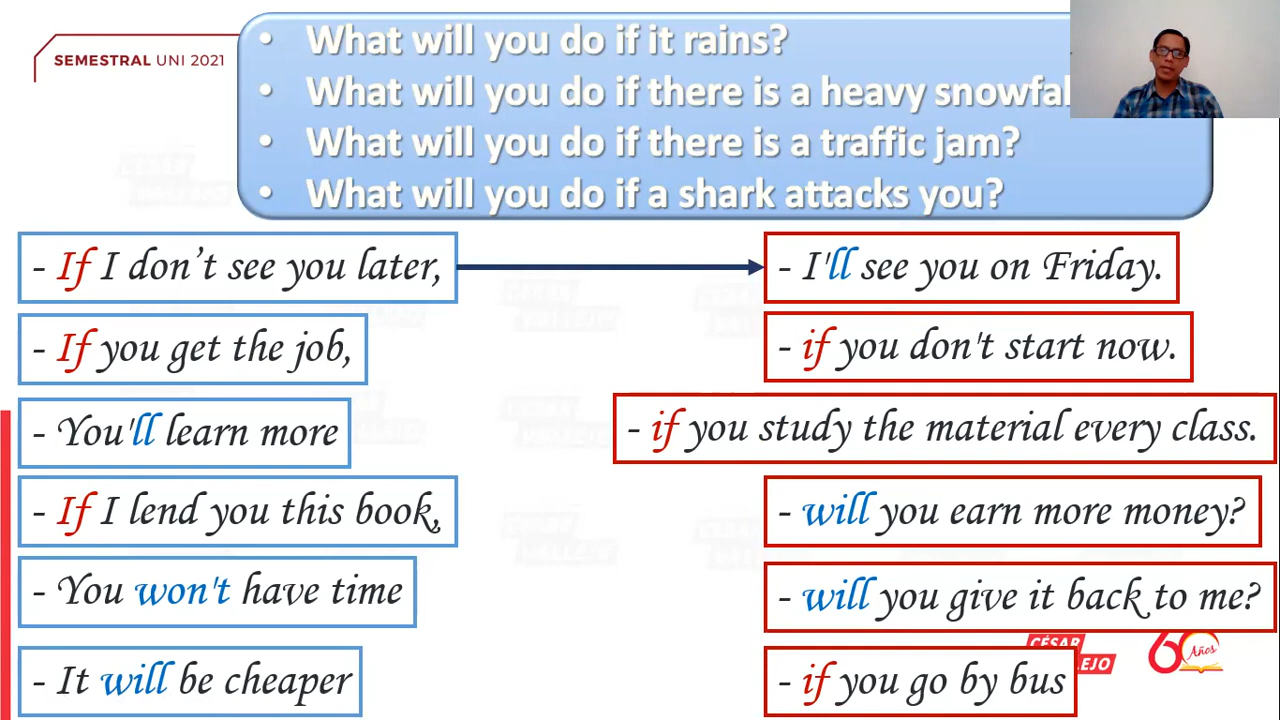 SEMESTRAL UNI 2021
• What will you do if it rains?
• What will you do if there is a heavy
• What will you do if there is a traffic jam?
• What will you do if a shark attacks you?
- If I don't see you later,
- I'll see you on Friday.
- If you get the job,
- if you don't start now.
- You'll learn more
- if you study the material every class.
- If I lend you this book,
- will you earn more money?
- You won't have time
- will you give it back to me?
- It will be cheaper
- if you go by bus
CÉSAR
60 Años